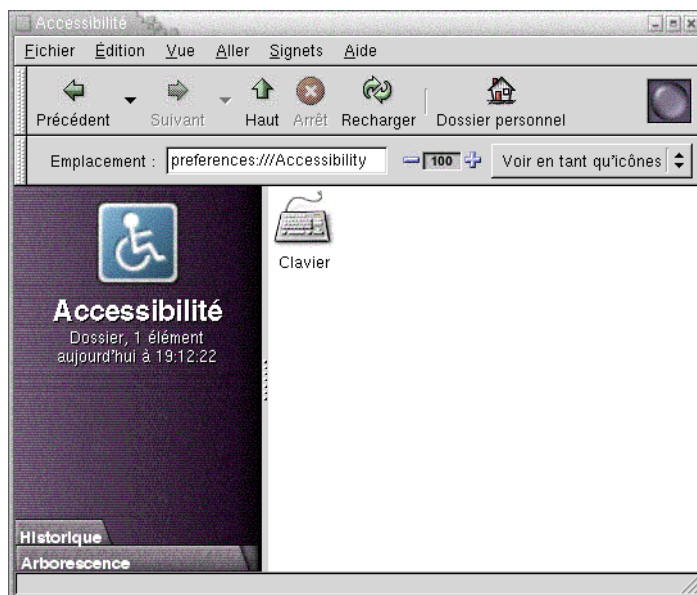 Accessibilité
Fichier Édition Vue Aller Signets Aide
Précédent Suivant Haut Arrêt Recharger Dossier personnel
Emplacement : preferences:///Accessibility 100 Voir en tant qu'icônes
Clavier
Accessibilité
Dossier, 1 élément
aujourd'hui à 19:12:22
Historique
Arborescence